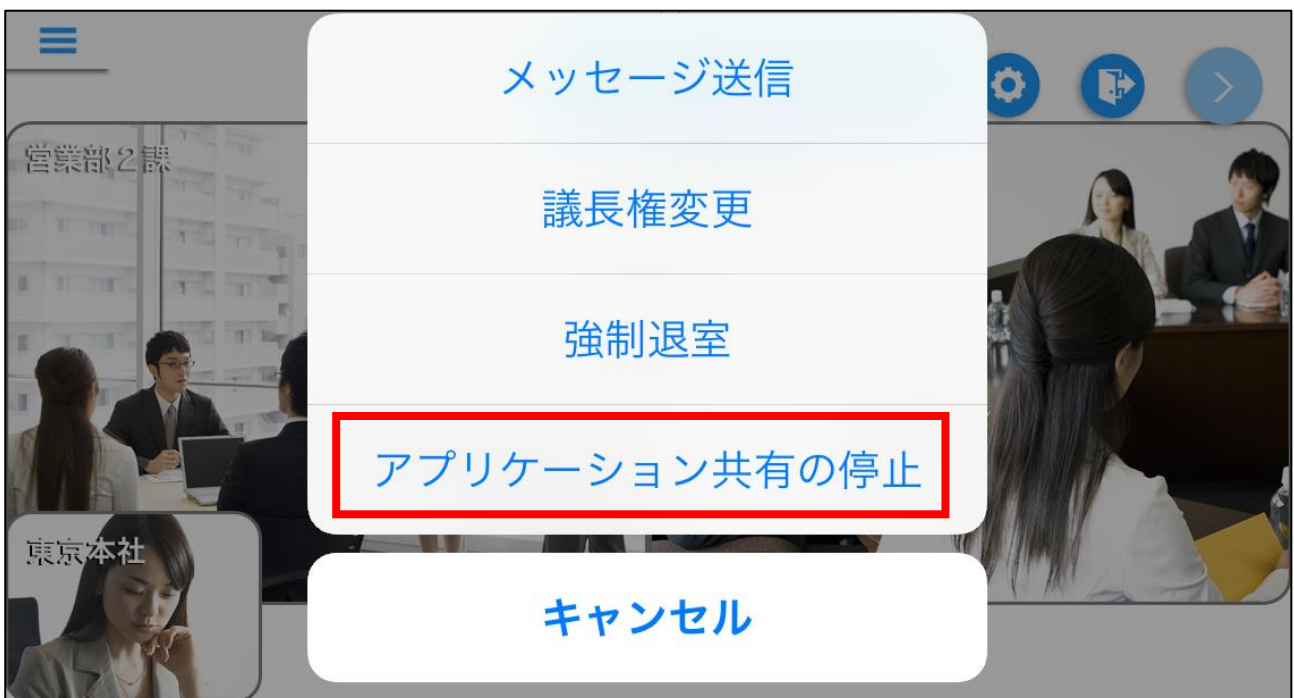 メッセージ送信
営業部２課
議長権変更
強制退室
アプリケーション共有の停止
東京本社
キャンセル